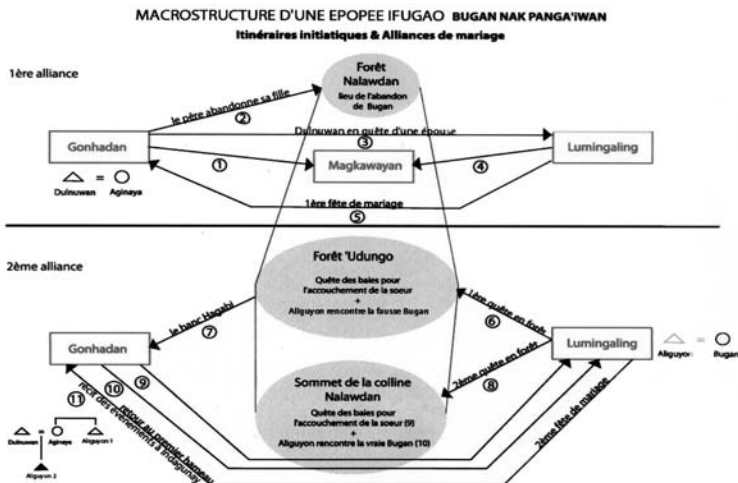 MACROSTRUCTURE D'UNE EPOPEE IFUGAO BUGAN NAK PANGA'iWAN
Itinéraires initiatiques & Alliances de mariage
1ère alliance
Forêt
Nalawdan
lieu de l'abandon
de Bugan
le père abandonne sa fille
②
Dulnuwan en quête d'une épouse
③
Gonhadan
①
Magkawayan
④
Lumingaling
Dulnuwan
=
Aginaya
1ère fête de mariage
⑤
2ème alliance
Forêt 'Udungo
Quête des baies pour
l'accouchement de la soeur
+
Aliguyon rencontre la fausse Bugan
le banc Hagabi
⑦
1ère quête en forêt
⑥
Gonhadan
Lumingaling
=
Aliguyon
Bugan
2ème quête en forêt
⑧
⑪
⑩
⑨
Sommet de la colline
Nalawdan
Quête des baies pour
l'accouchement de la soeur (9)
+
Aliguyon rencontre la vraie Bugan (10)
retour au premier hameau
récit des événements à Indagunay
2ème fête de mariage
=
Dulnuwan
Aginaya
Aliguyon 1
Aliguyon 2